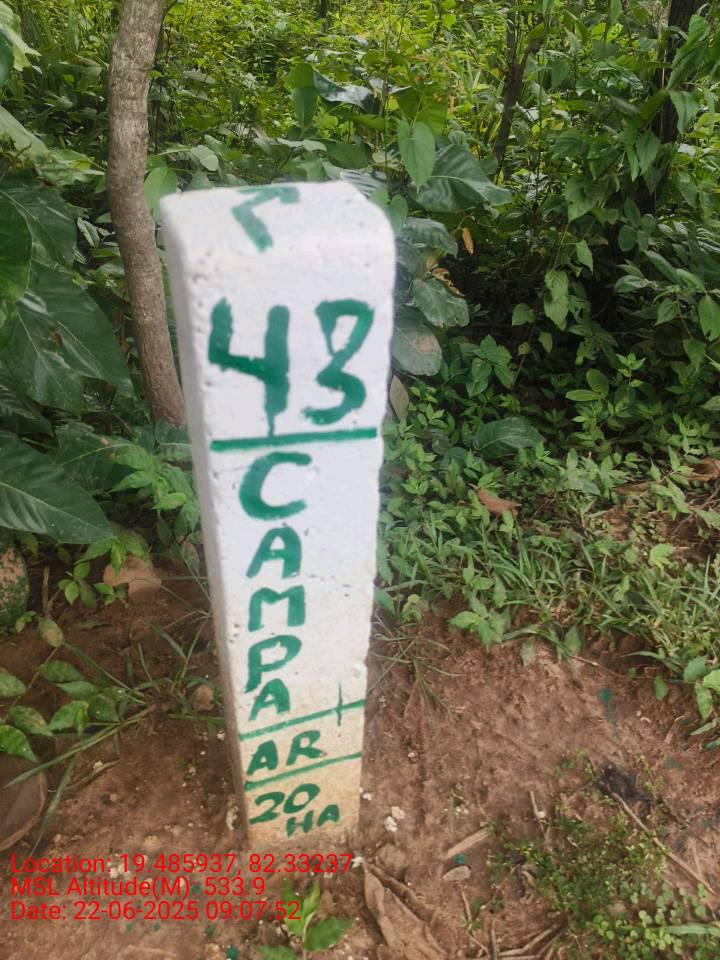 43
CAMPA
AR
20
HA
Location: 19.485937, 82.33237
MSL Altitude(M): 533.9
Date: 22-06-2025 09:07:52